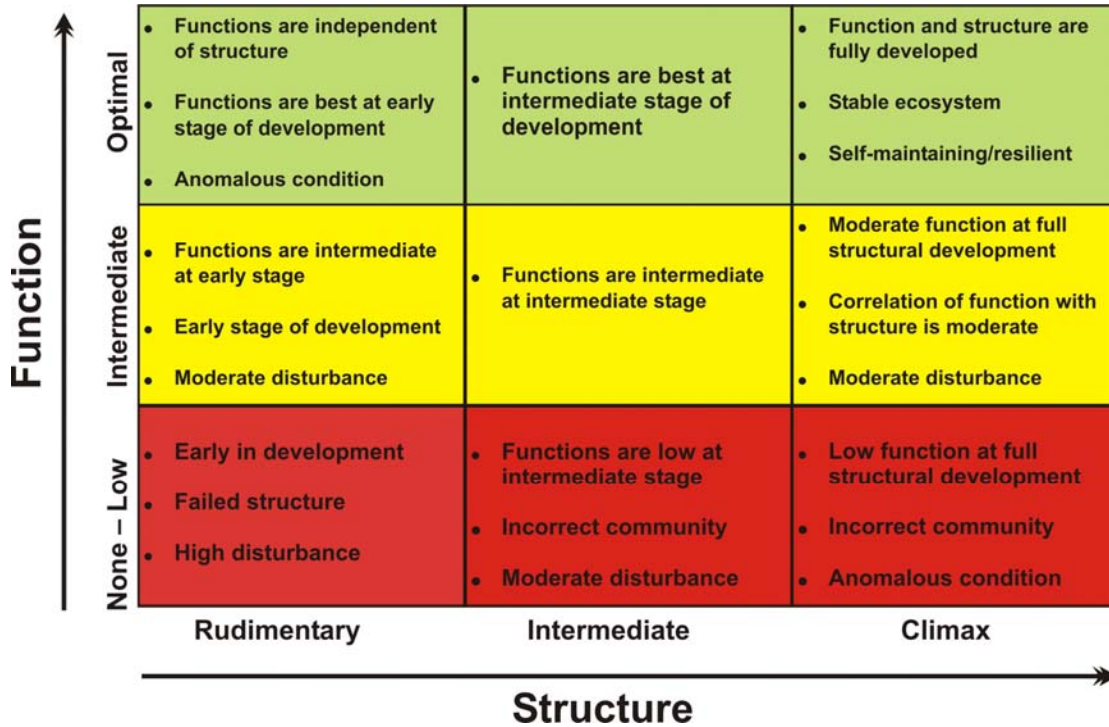 Function
Optimal
• Functions are independent
of structure
• Functions are best at early
stage of development
• Anomalous condition
• Functions are best at
intermediate stage of
development
• Function and structure are
fully developed
• Stable ecosystem
• Self-maintaining/resilient
Intermediate
• Functions are intermediate
at early stage
• Early stage of development
• Moderate disturbance
• Functions are intermediate
at intermediate stage
• Moderate function at full
structural development
• Correlation of function with
structure is moderate
• Moderate disturbance
None – Low
• Early in development
• Failed structure
• High disturbance
• Functions are low at
intermediate stage
• Incorrect community
• Moderate disturbance
• Low function at full
structural development
• Incorrect community
• Anomalous condition
Rudimentary
Intermediate
Climax
Structure